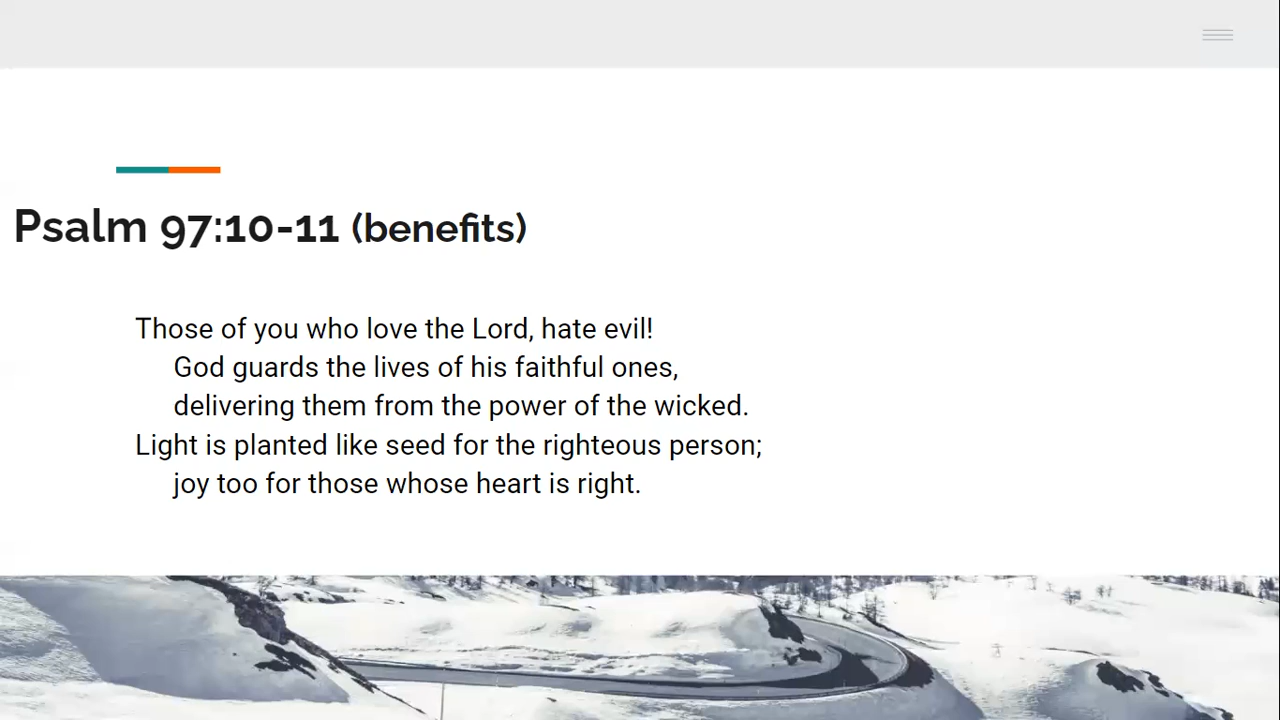 Psalm 97:10-11 (benefits)
Those of you who love the Lord, hate evil!
God guards the lives of his faithful ones,
delivering them from the power of the wicked.
Light is planted like seed for the righteous person;
joy too for those whose heart is right.